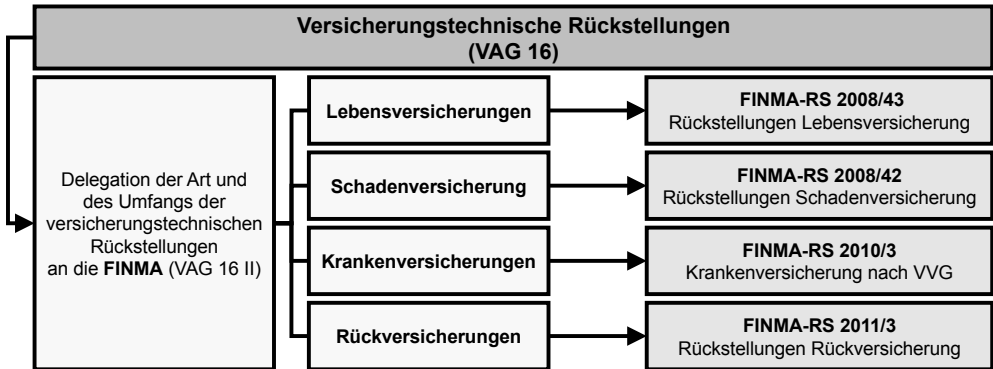 Versicherungstechnische Rückstellungen
(VAG 16)
Delegation der Art und
des Umfangs der
versicherungstechnischen
Rückstellungen
an die FINMA (VAG 16 II)
Lebensversicherungen
FINMA-RS 2008/43
Rückstellungen Lebensversicherung
Schadenversicherung
FINMA-RS 2008/42
Rückstellungen Schadenversicherung
Krankenversicherungen
FINMA-RS 2010/3
Krankenversicherung nach VVG
Rückversicherungen
FINMA-RS 2011/3
Rückstellungen Rückversicherung